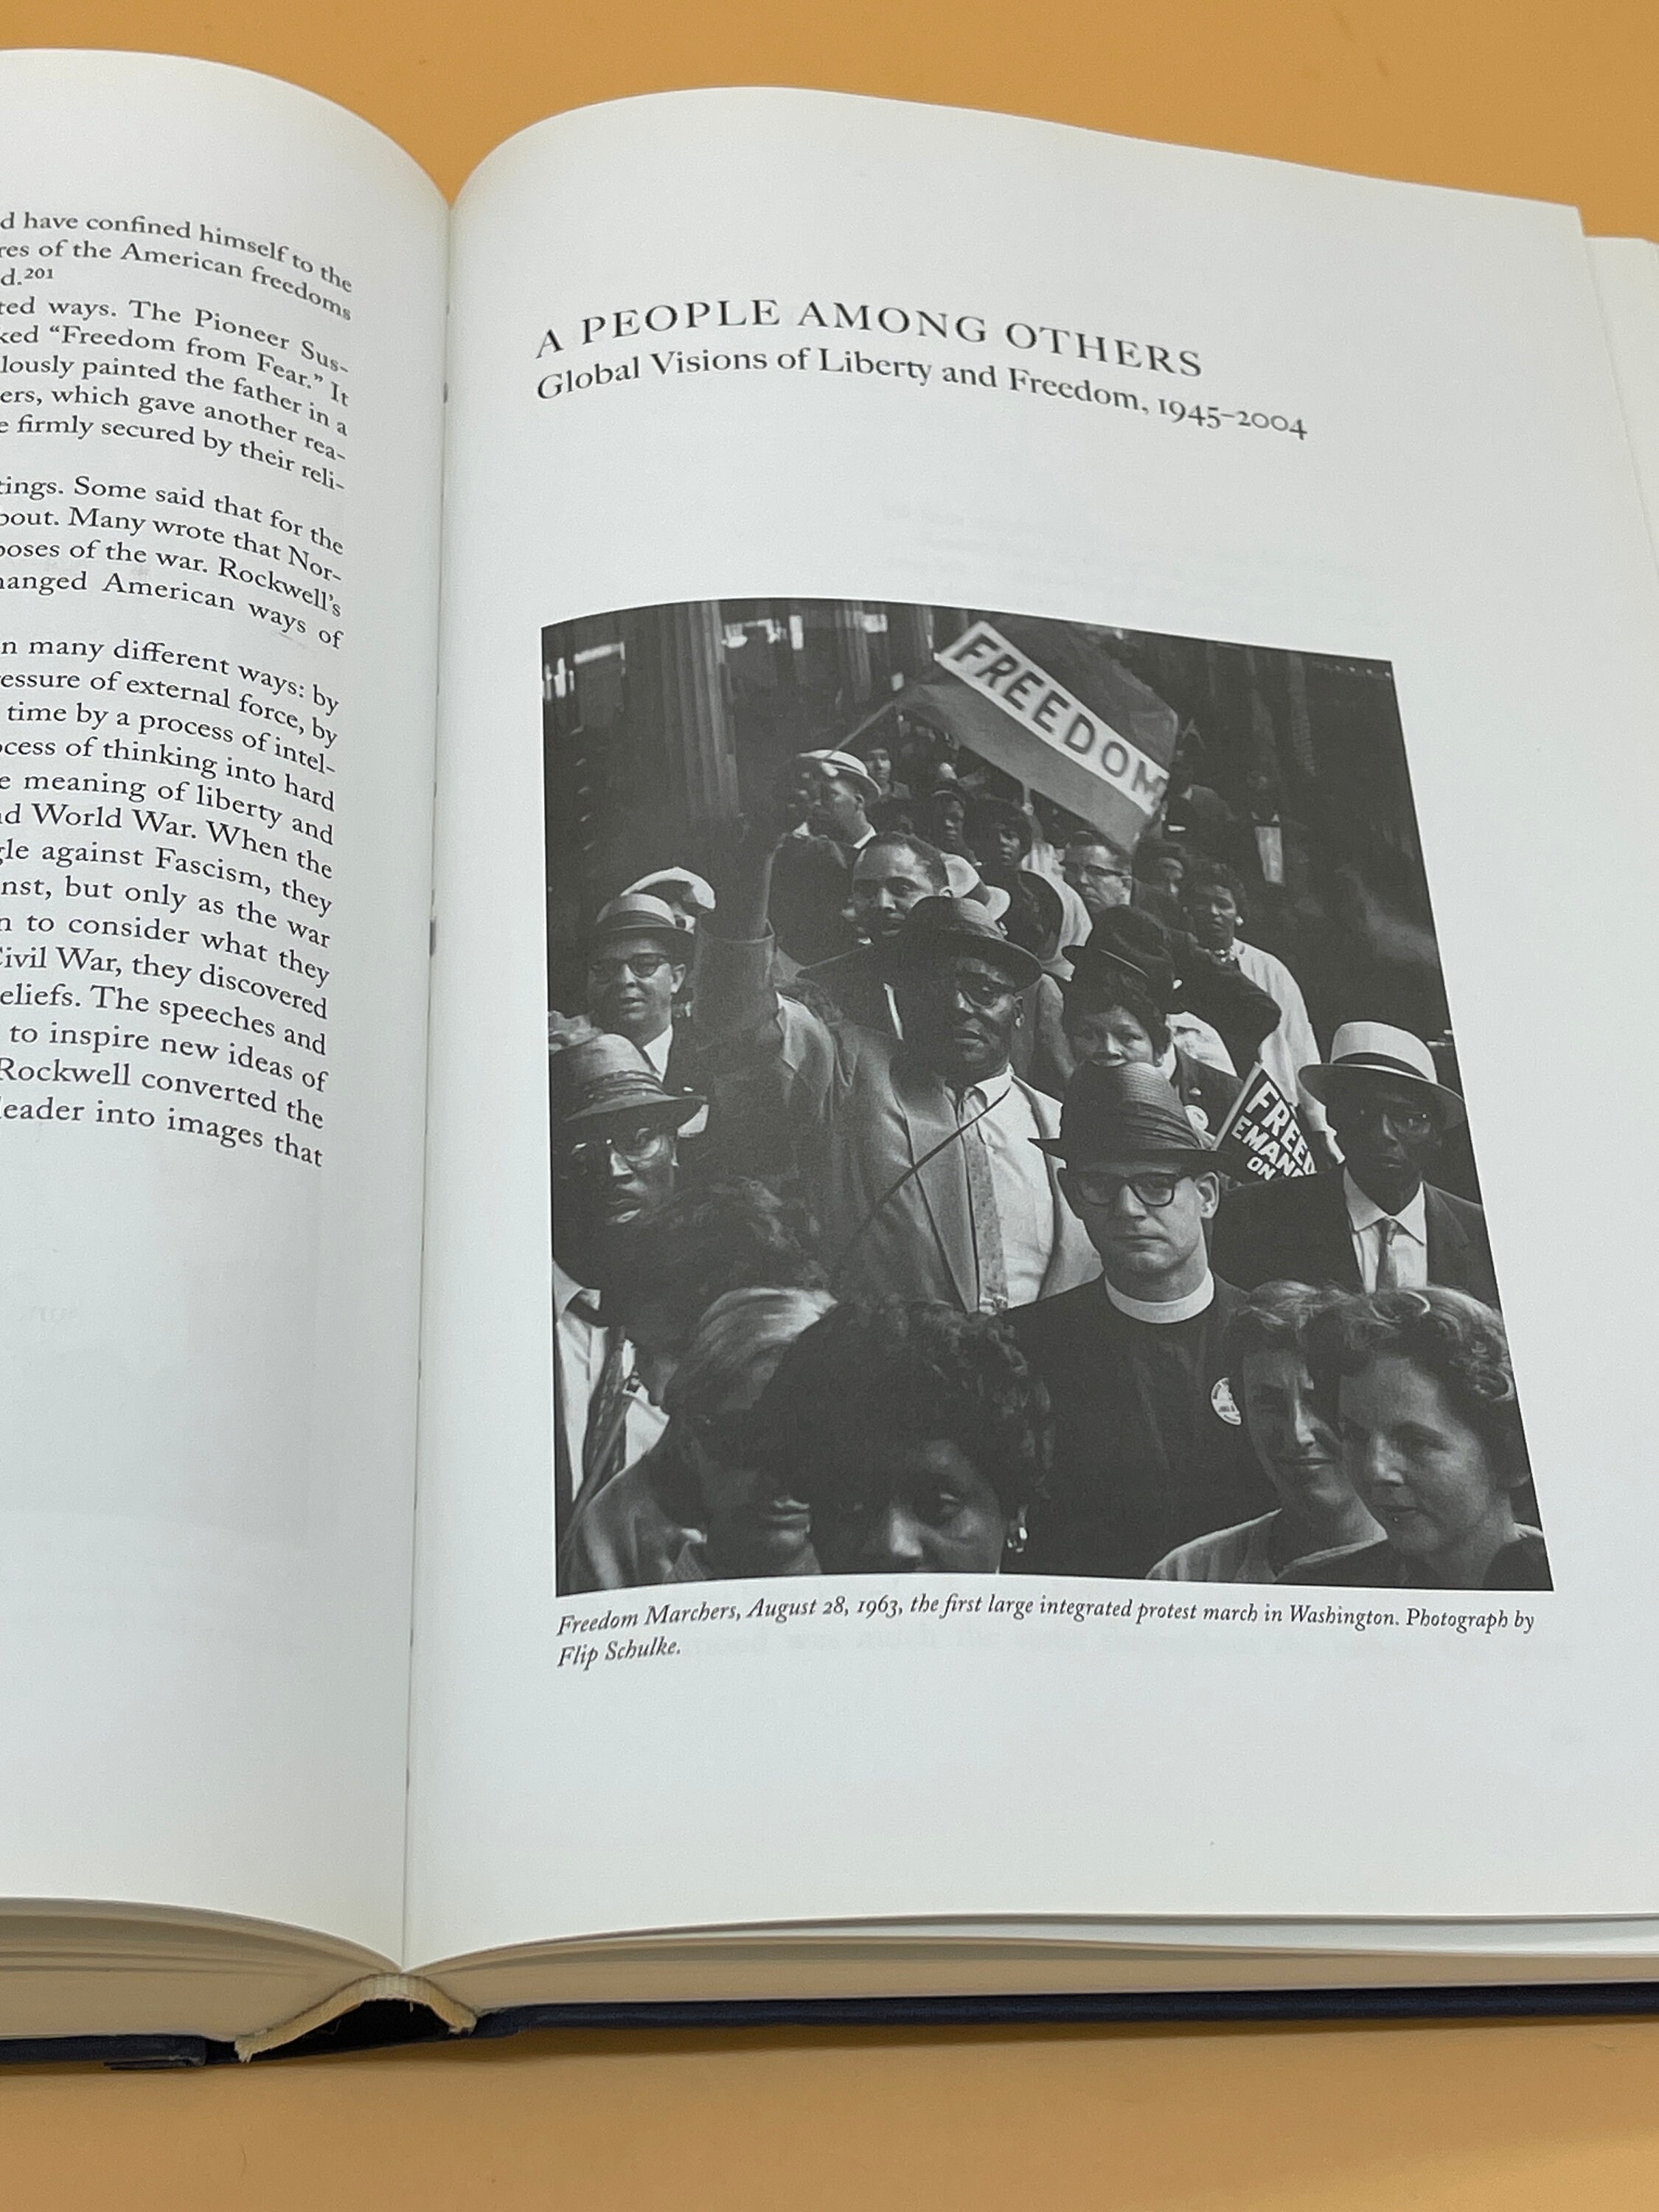 d have confined himself to the
res of the American freedoms
d.201
ted ways. The Pioneer Sus-
ked “Freedom from Fear.” It
lously painted the father in a
ers, which gave another rea-
e firmly secured by their reli-
tings. Some said that for the
bout. Many wrote that Nor-
poses of the war. Rockwell’s
hanged American ways of
n many different ways: by
essure of external force, by
time by a process of intel-
ocess of thinking into hard
e meaning of liberty and
nd World War. When the
gle against Fascism, they
nst, but only as the war
n to consider what they
Civil War, they discovered
eliefs. The speeches and
to inspire new ideas of
Rockwell converted the
leader into images that
A PEOPLE AMONG OTHERS
Global Visions of Liberty and Freedom, 1945–2004
FREEDOM
FREED
EMANC
ON
Freedom Marchers, August 28, 1963, the first large integrated protest march in Washington. Photograph by
Flip Schulke.